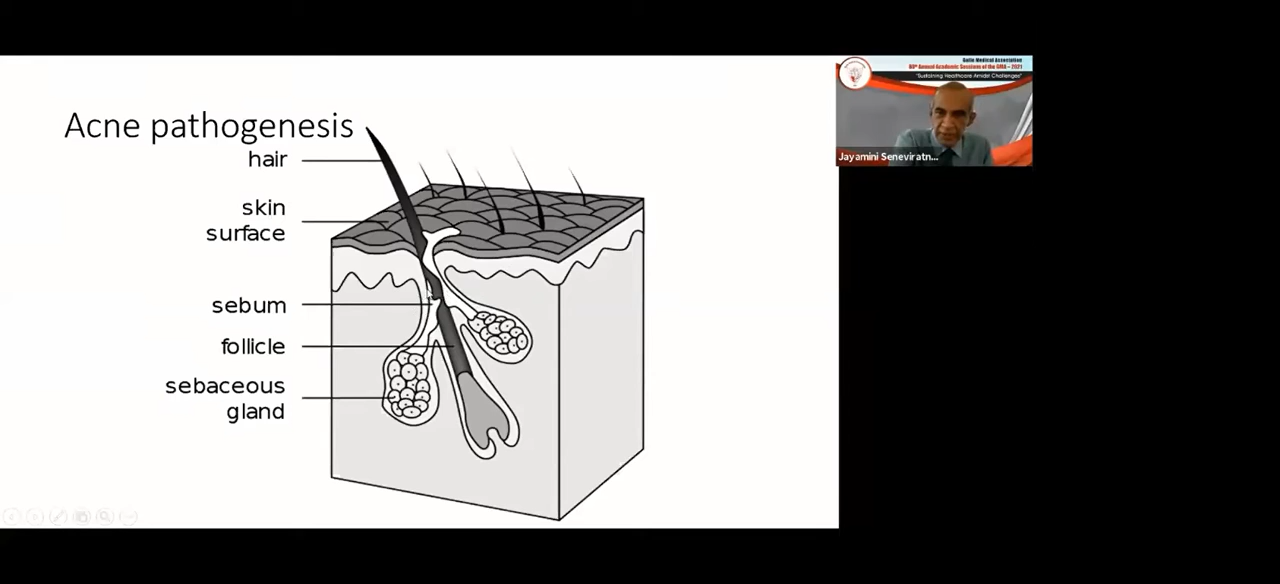 Acne pathogenesis
hair
skin
surface
sebum
follicle
sebaceous
gland
Galle Medical Association
80th Annual Academic Sessions of the GMA - 2021
"Sustaining Healthcare Amidst Challenges"
Jayamini Seneviratn...